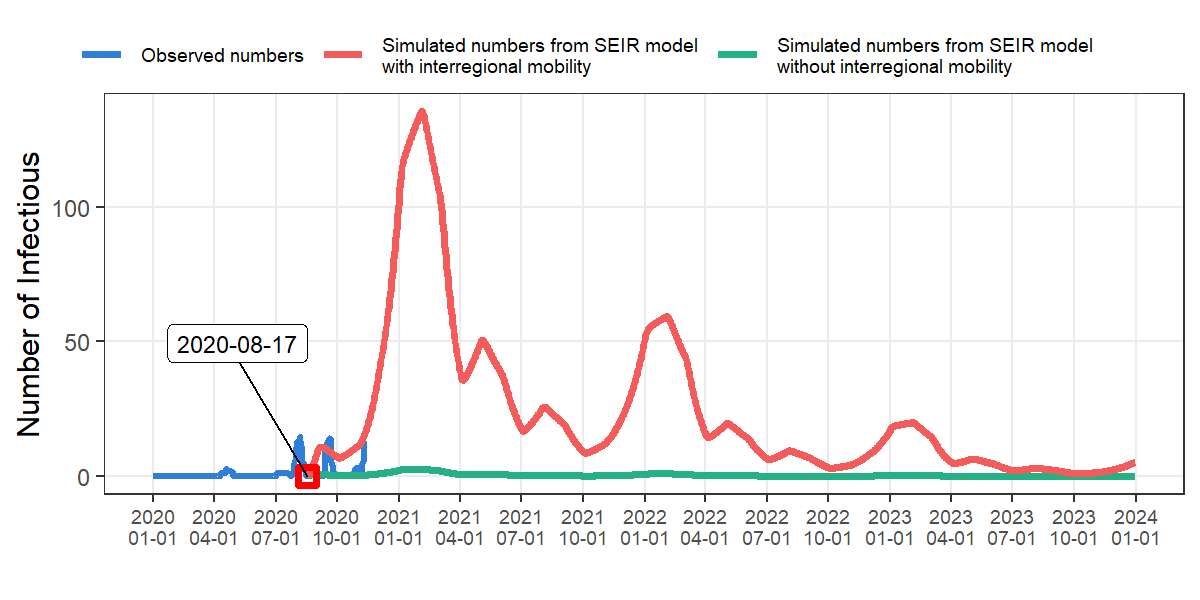 Observed numbers
Simulated numbers from SEIR model
with interregional mobility
Simulated numbers from SEIR model
without interregional mobility
Number of Infectious
100
50
0
2020-08-17
2020 2020 2020 2020 2021 2021 2021 2021 2022 2022 2022 2022 2023 2023 2023 2023 2024
01-01 04-01 07-01 10-01 01-01 04-01 07-01 10-01 01-01 04-01 07-01 10-01 01-01 04-01 07-01 10-01 01-01